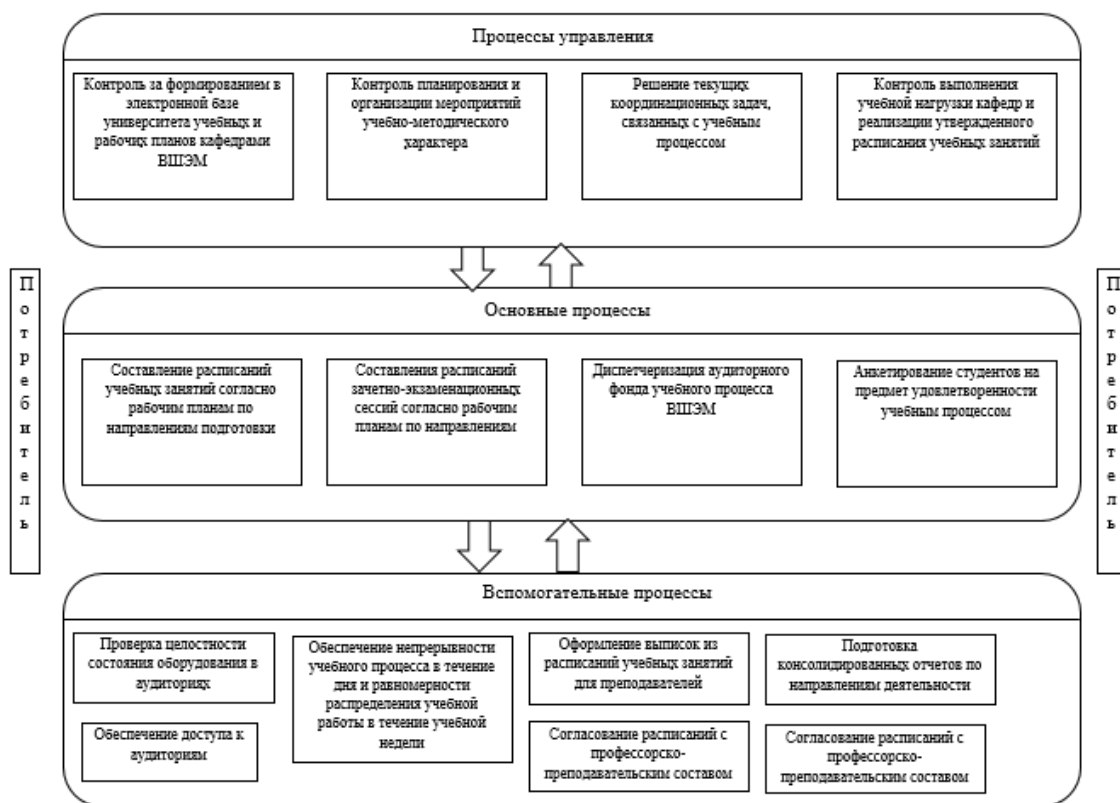 Процессы управления
Контроль за формированием в
электронной базе
университета учебных и
рабочих планов кафедрами
ВШЭМ
Контроль планирования и
организации мероприятий
учебно-методического
характера
Решение текущих
координационных задач,
связанных с учебным
процессом
Контроль выполнения
учебной нагрузки кафедр и
реализации утвержденного
расписания учебных занятий
Потребитель
Основные процессы
Составление расписаний
учебных занятий согласно
рабочим планам по
направлениям подготовки
Составления расписаний
зачетно-экзаменационных
сессий согласно рабочим
планам по направлениям
Диспетчеризация аудиторного
фонда учебного процесса
ВШЭМ
Анкетирование студентов на
предмет удовлетворенности
учебным процессом
Потребитель
Вспомогательные процессы
Проверка целостности
состояния оборудования в
аудиториях
Обеспечение непрерывности
учебного процесса в течение
дня и равномерности
распределения учебной
работы в течение учебной
недели
Оформление выписок из
расписаний учебных занятий
для преподавателей
Подготовка
консолидированных отчетов по
направлениям деятельности
Обеспечение доступа к
аудиториям
Согласование расписаний с
профессорско-
преподавательским составом
Согласование расписаний с
профессорско-
преподавательским составом